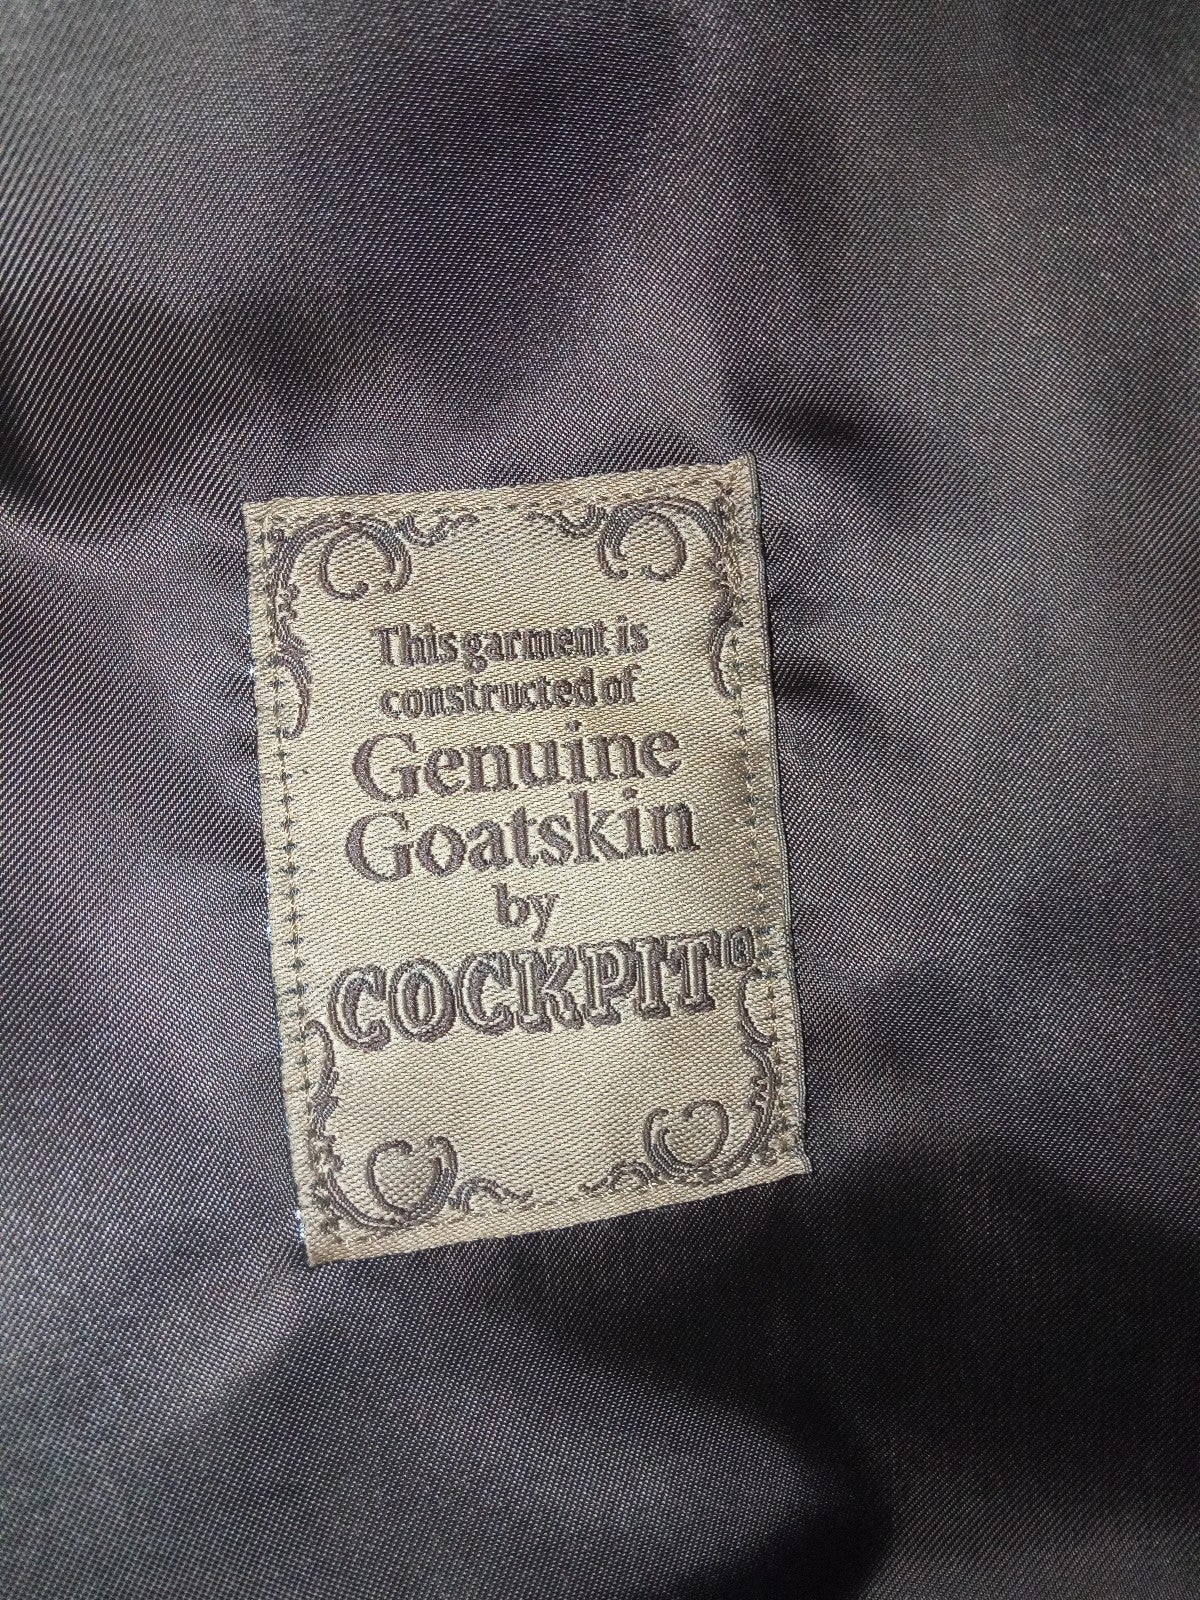 This garment is
constructed of
Genuine
Goatskin
by
COCKPIT®